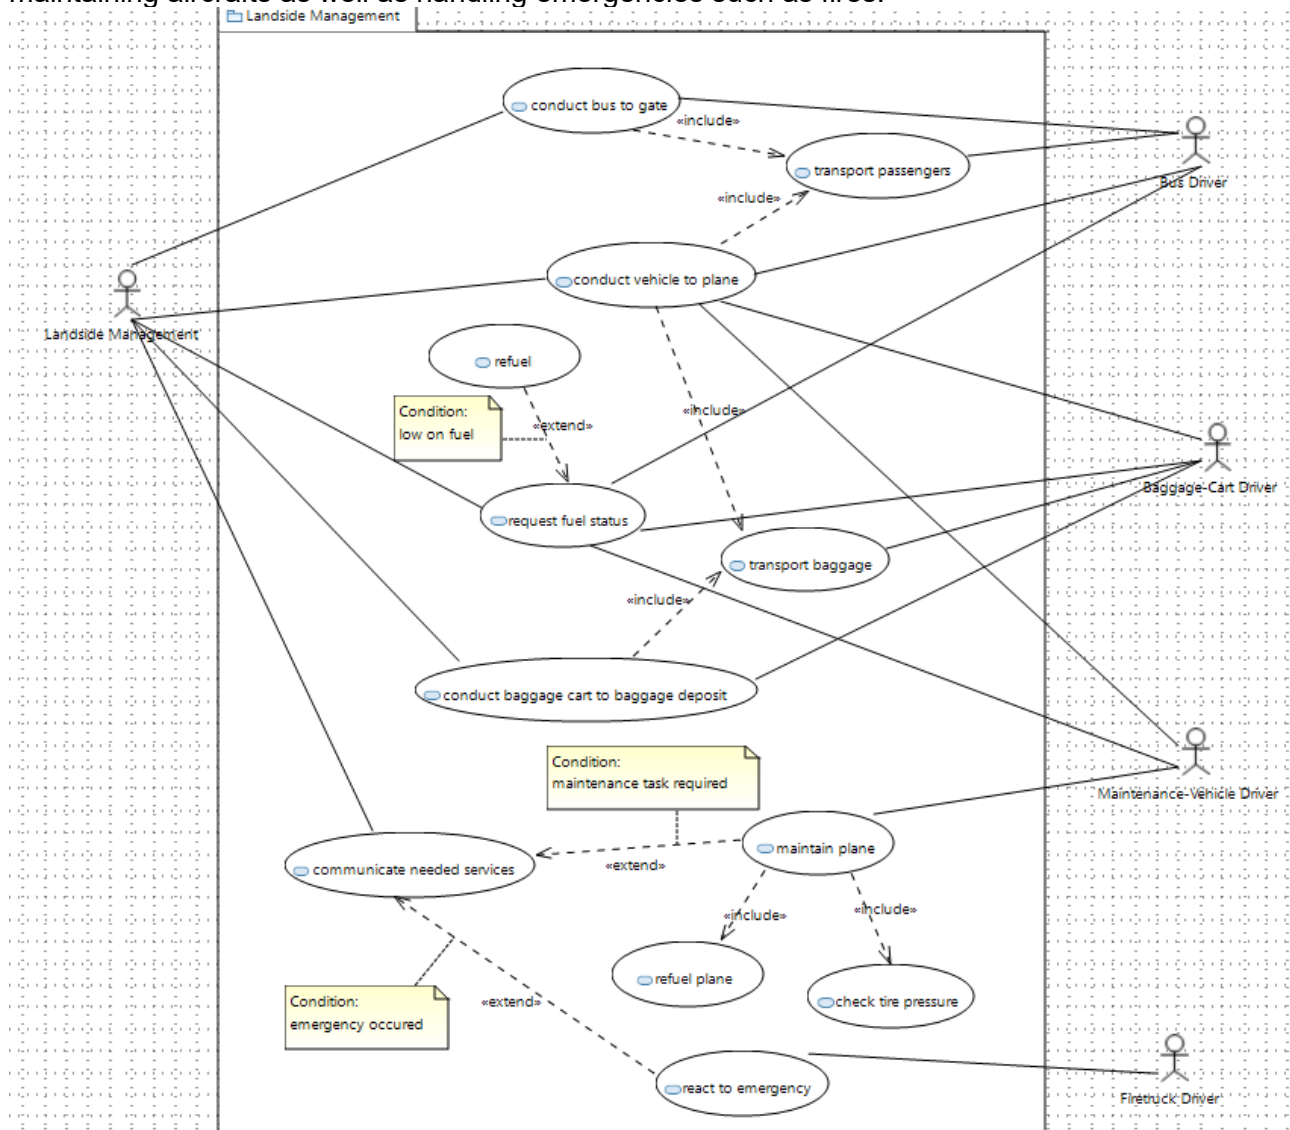 maintaining aircrafts as well as handling emergencies such as fires.
Landside Management
conduct bus to gate
«include»
transport passengers
Bus Driver
«include»
conduct vehicle to plane
Landside Management
refuel
Condition:
low on fuel
«extend»
«include»
Baggage-Cart Driver
request fuel status
transport baggage
«include»
conduct baggage cart to baggage deposit
Condition:
maintenance task required
Maintenance-Vehicle Driver
maintain plane
communicate needed services
«extend»
«include»
«include»
refuel plane
check tire pressure
Condition:
emergency occured
«extend»
react to emergency
Firetruck Driver